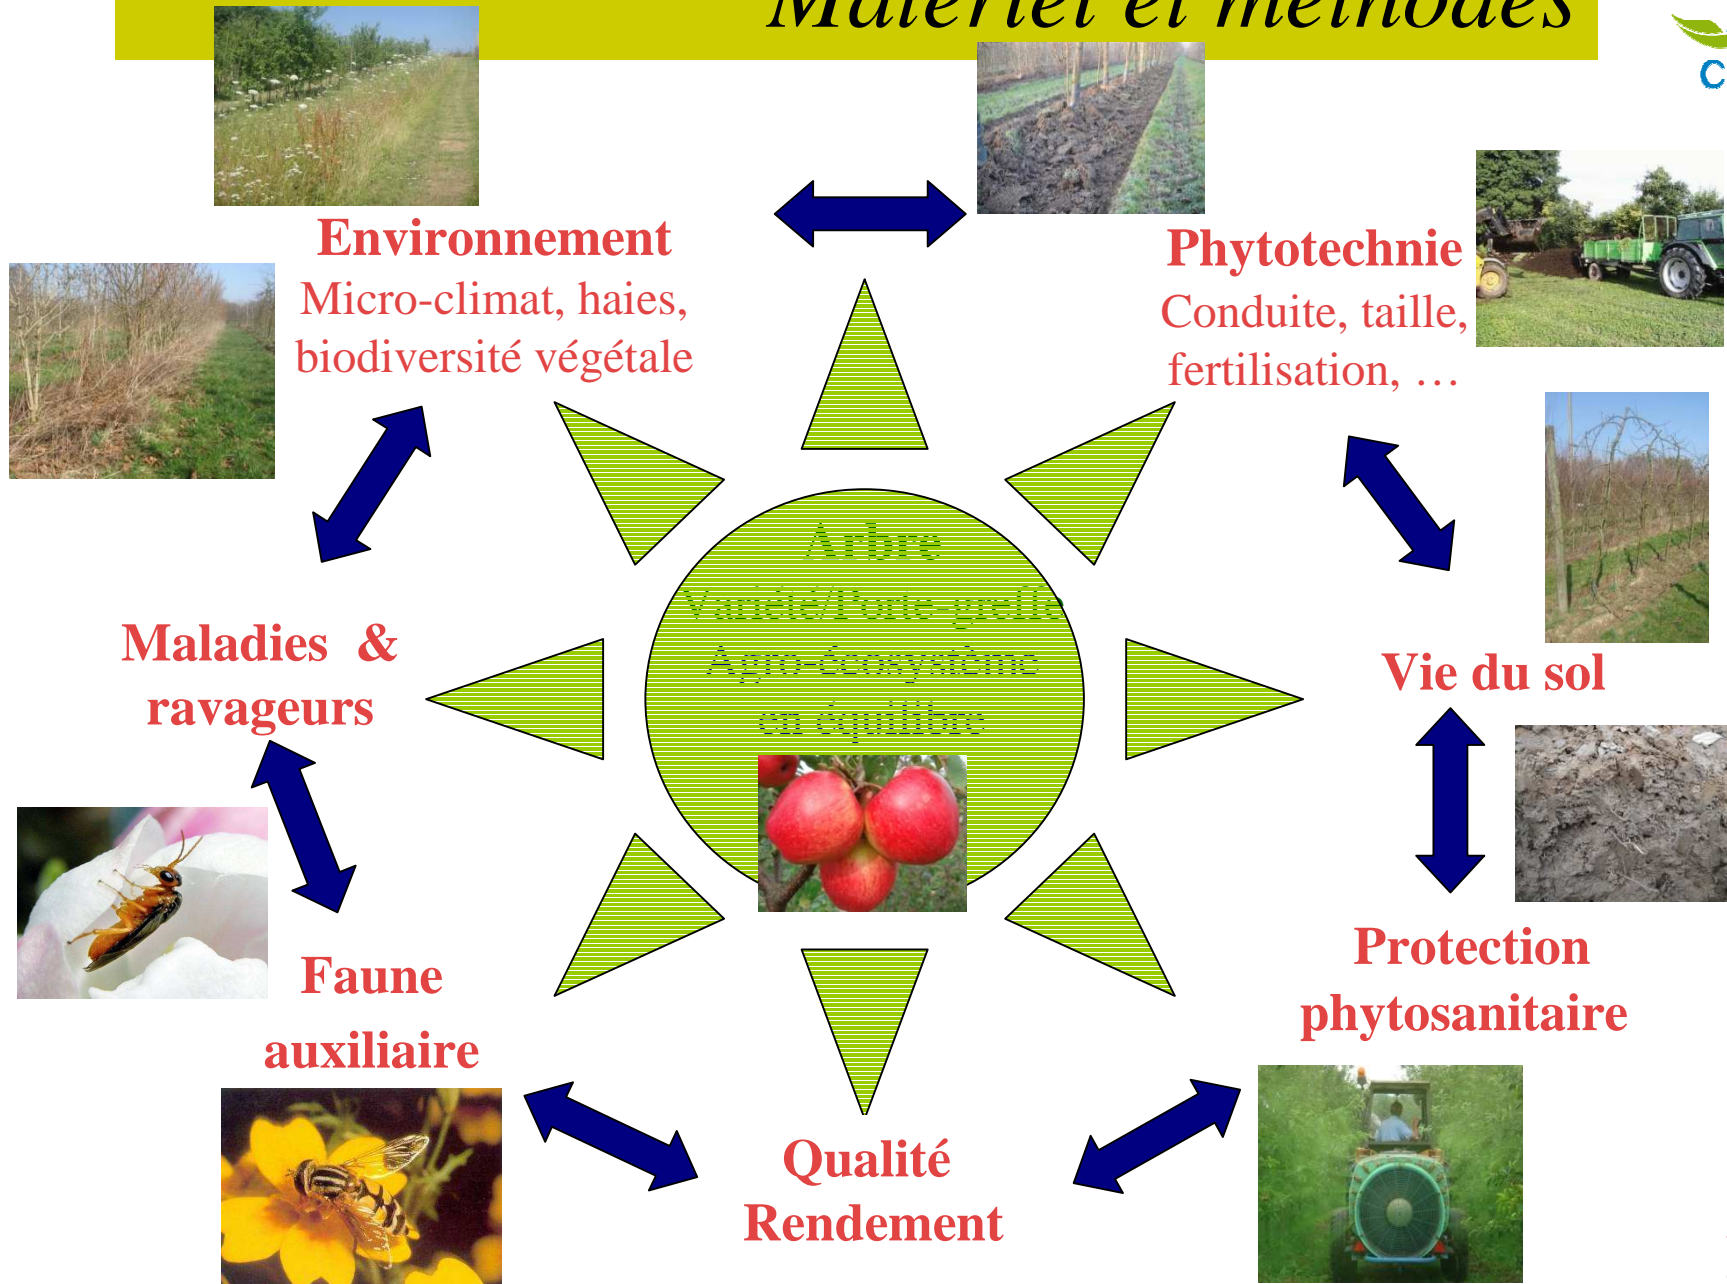 Matériel et méthodes
C
Environnement
Micro-climat, haies,
biodiversité végétale
Phytotechnie
Conduite, taille,
fertilisation, …
Arbre
Variété/Porte-greffe
Agro-écosystème
en équilibre
Maladies &
ravageurs
Vie du sol
Faune
auxiliaire
Protection
phytosanitaire
Qualité
Rendement